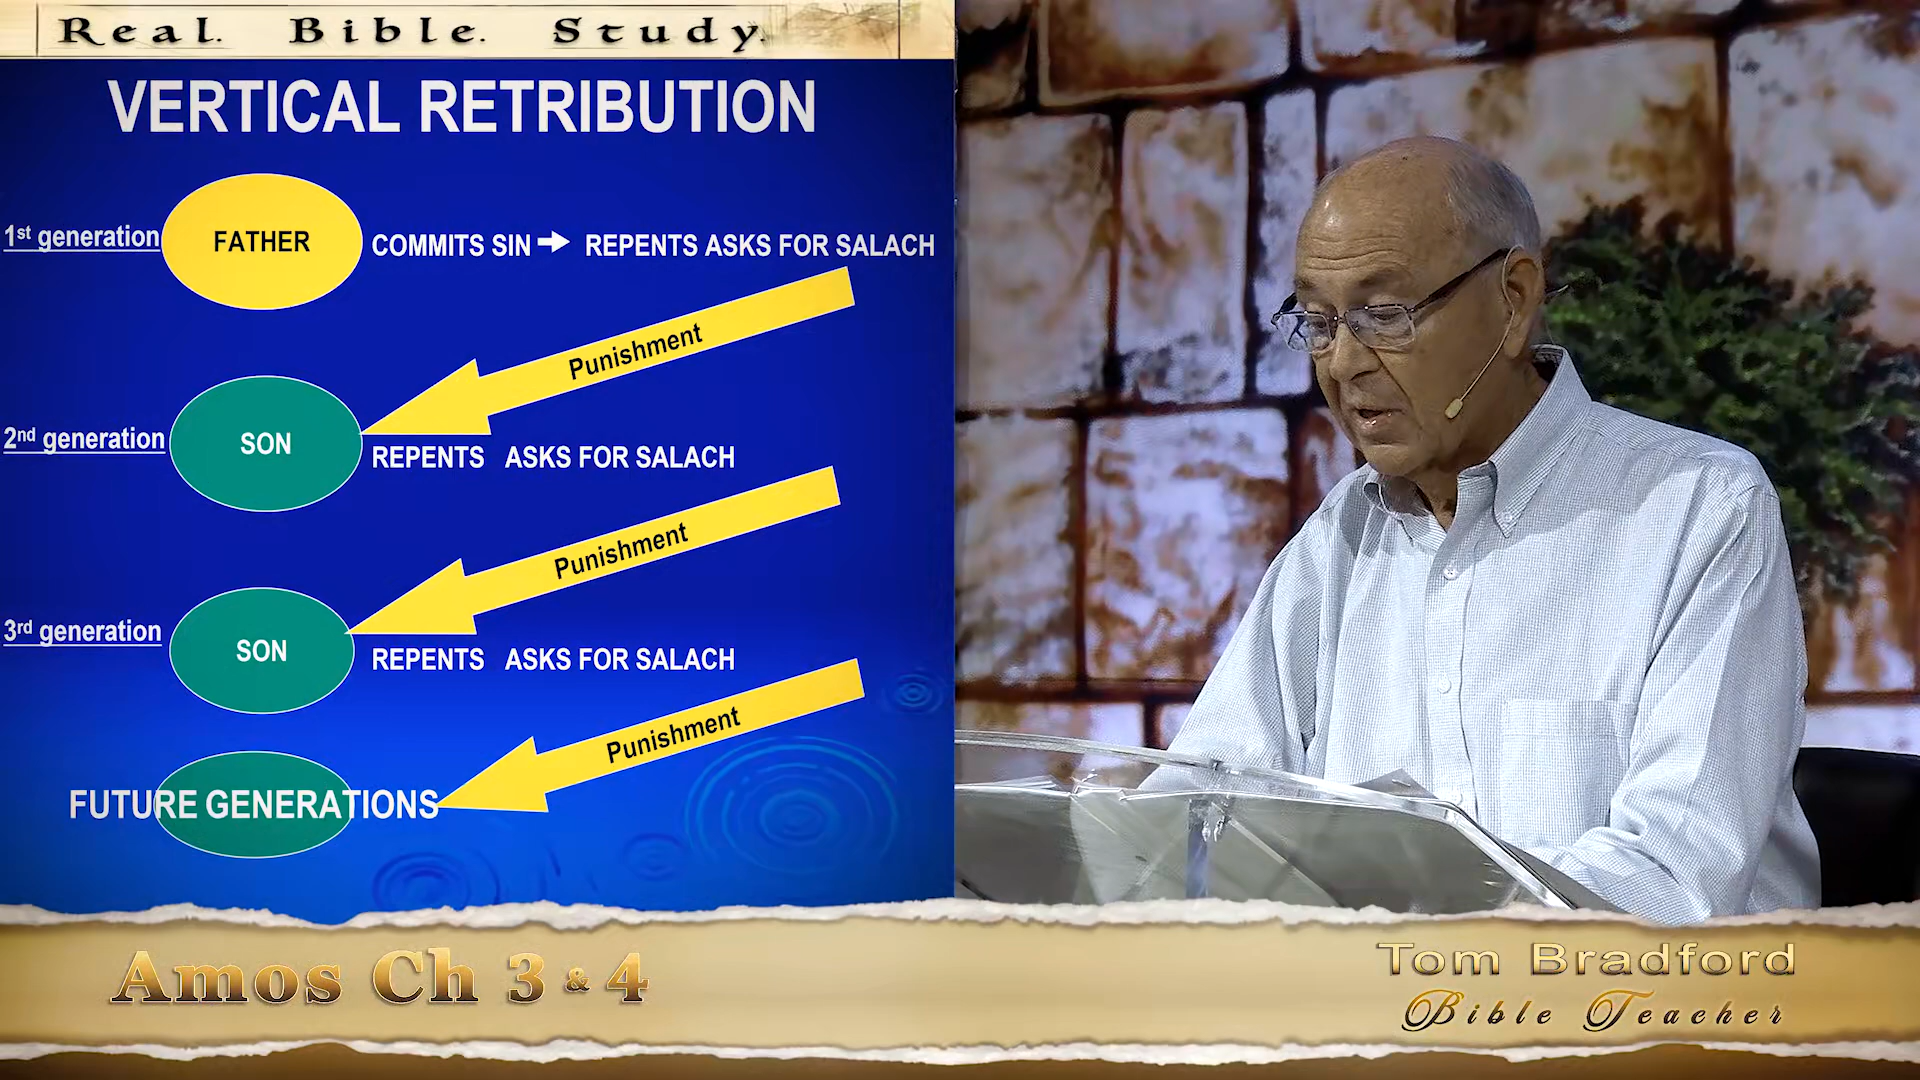 Real. Bible. Study.
VERTICAL RETRIBUTION
1st generation FATHER COMMITS SIN ➡ REPENTS ASKS FOR SALACH
Punishment
2nd generation SON REPENTS ASKS FOR SALACH
Punishment
3rd generation SON REPENTS ASKS FOR SALACH
Punishment
FUTURE GENERATIONS
Amos Ch 3 & 4
Tom Bradford
Bible Teacher